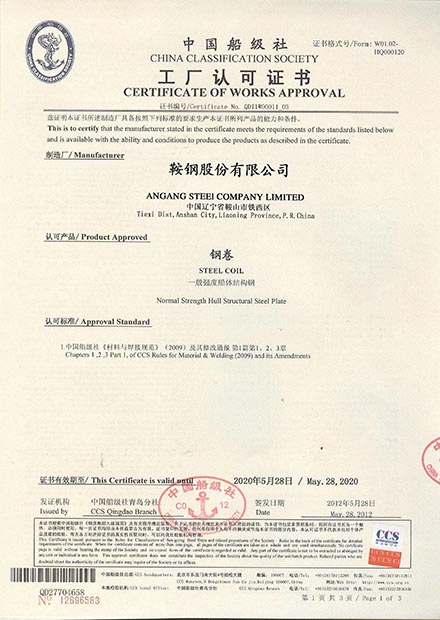 CHINA CLASSIFICATION SOCIETY
中国船级社
证书格式号/Form: W01.02-
HQ000120
CHINA CLASSIFICATION SOCIETY
工厂认可证书
CERTIFICATE OF WORKS APPROVAL
证书编号/Certificate No. QD11W00011_03
兹证明本证书所述制造厂具备按照下列标准的要求生产本证书所列产品的能力和条件。
This is to certify that the manufacturer stated in the certificate meets the requirements of the standards listed below
and is available with the ability and conditions to produce the products as described in the certificate.
制造厂/ Manufacturer
鞍钢股份有限公司
ANGANG STEEl COMPANY LIMITED
中国辽宁省鞍山市铁西区
Tiexi Dist, Anshan City, Liaoning Province, P. R. China
认可产品/ Product Approved
钢卷
STEEL COIL
一般强度船体结构钢
Normal Strength Hull Structural Steel Plate
认可标准/ Approval Standard
1.中国船级社《材料与焊接规范》（2009）及其修改通报 第1篇第1、2、3章
Chapters 1 ,2 ,3 Part 1, of CCS Rules for Material & Welding (2009) and its Amendments
证书有效期至/ This Certificate is valid until 2020年5月28日 / May. 28, 2020
发证机构 中国船级社青岛分社 签发日期 2012年5月28日
Issued by CCS Qingdao Branch Date May. 28, 2012
中国船级社
CO 12
CCS
QD27704658
№ 12696583
第 1 页 共 3 页 / Page 1 of 3